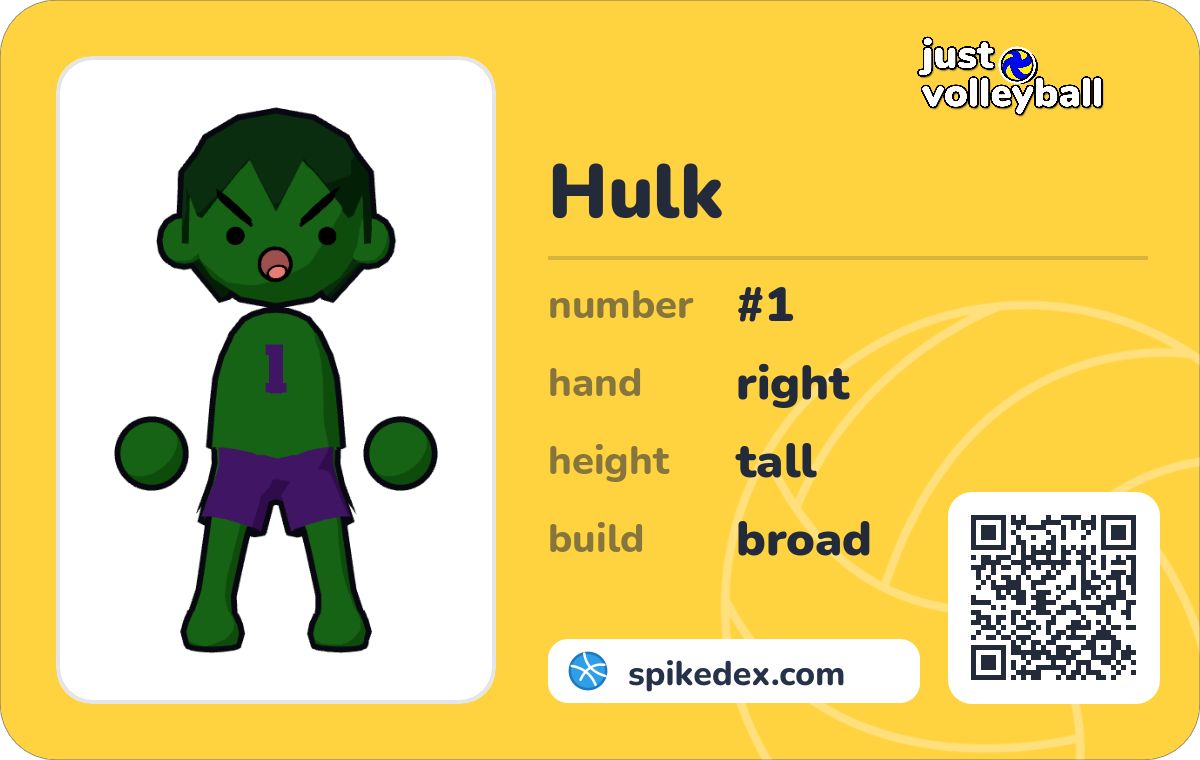 just
volleyball
Hulk
number #1
hand right
height tall
build broad
1
spikedex.com